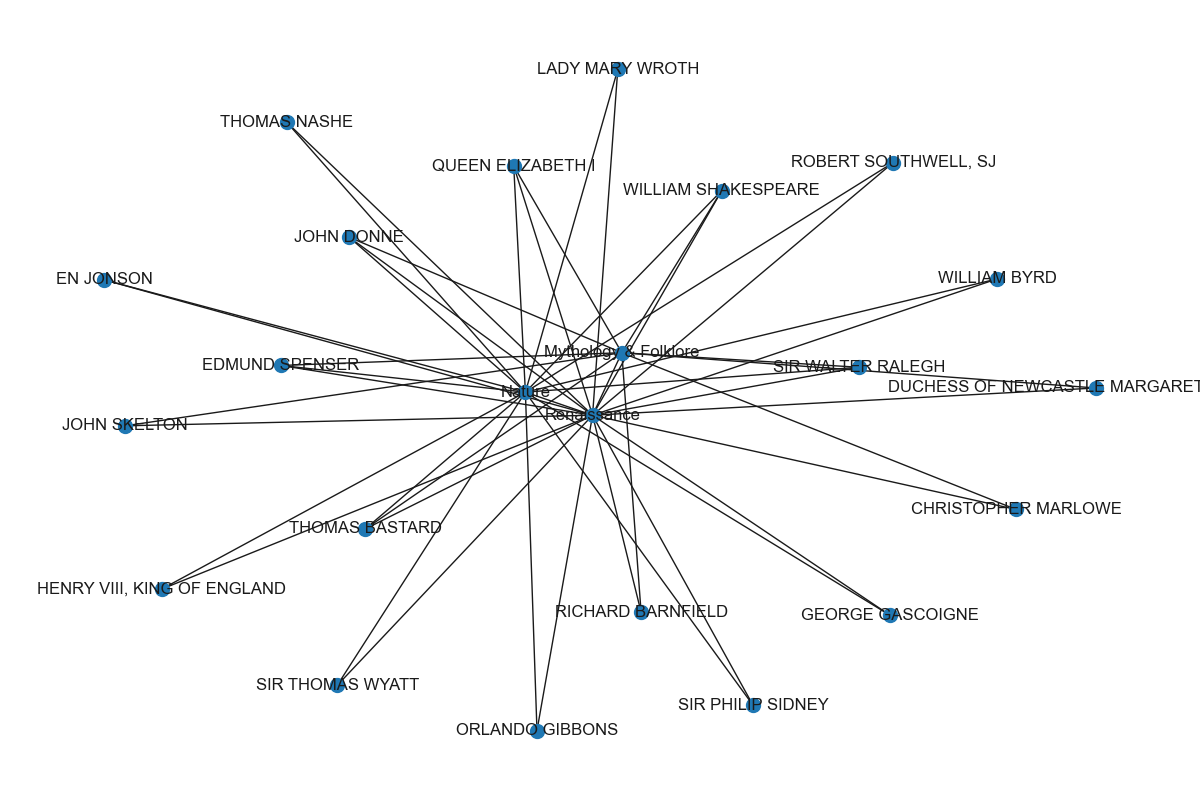 LADY MARY WROTH
THOMAS NASHE
QUEEN ELIZABETH I
ROBERT SOUTHWELL, SJ
WILLIAM SHAKESPEARE
JOHN DONNE
EN JONSON
WILLIAM BYRD
Mythology & Folklore
EDMUND SPENSER
SIR WALTER RALEGH
DUCHESS OF NEWCASTLE MARGARET
Nature
Renaissance
JOHN SKELTON
CHRISTOPHER MARLOWE
THOMAS BASTARD
HENRY VIII, KING OF ENGLAND
RICHARD BARNFIELD
GEORGE GASCOIGNE
SIR THOMAS WYATT
SIR PHILIP SIDNEY
ORLANDO GIBBONS